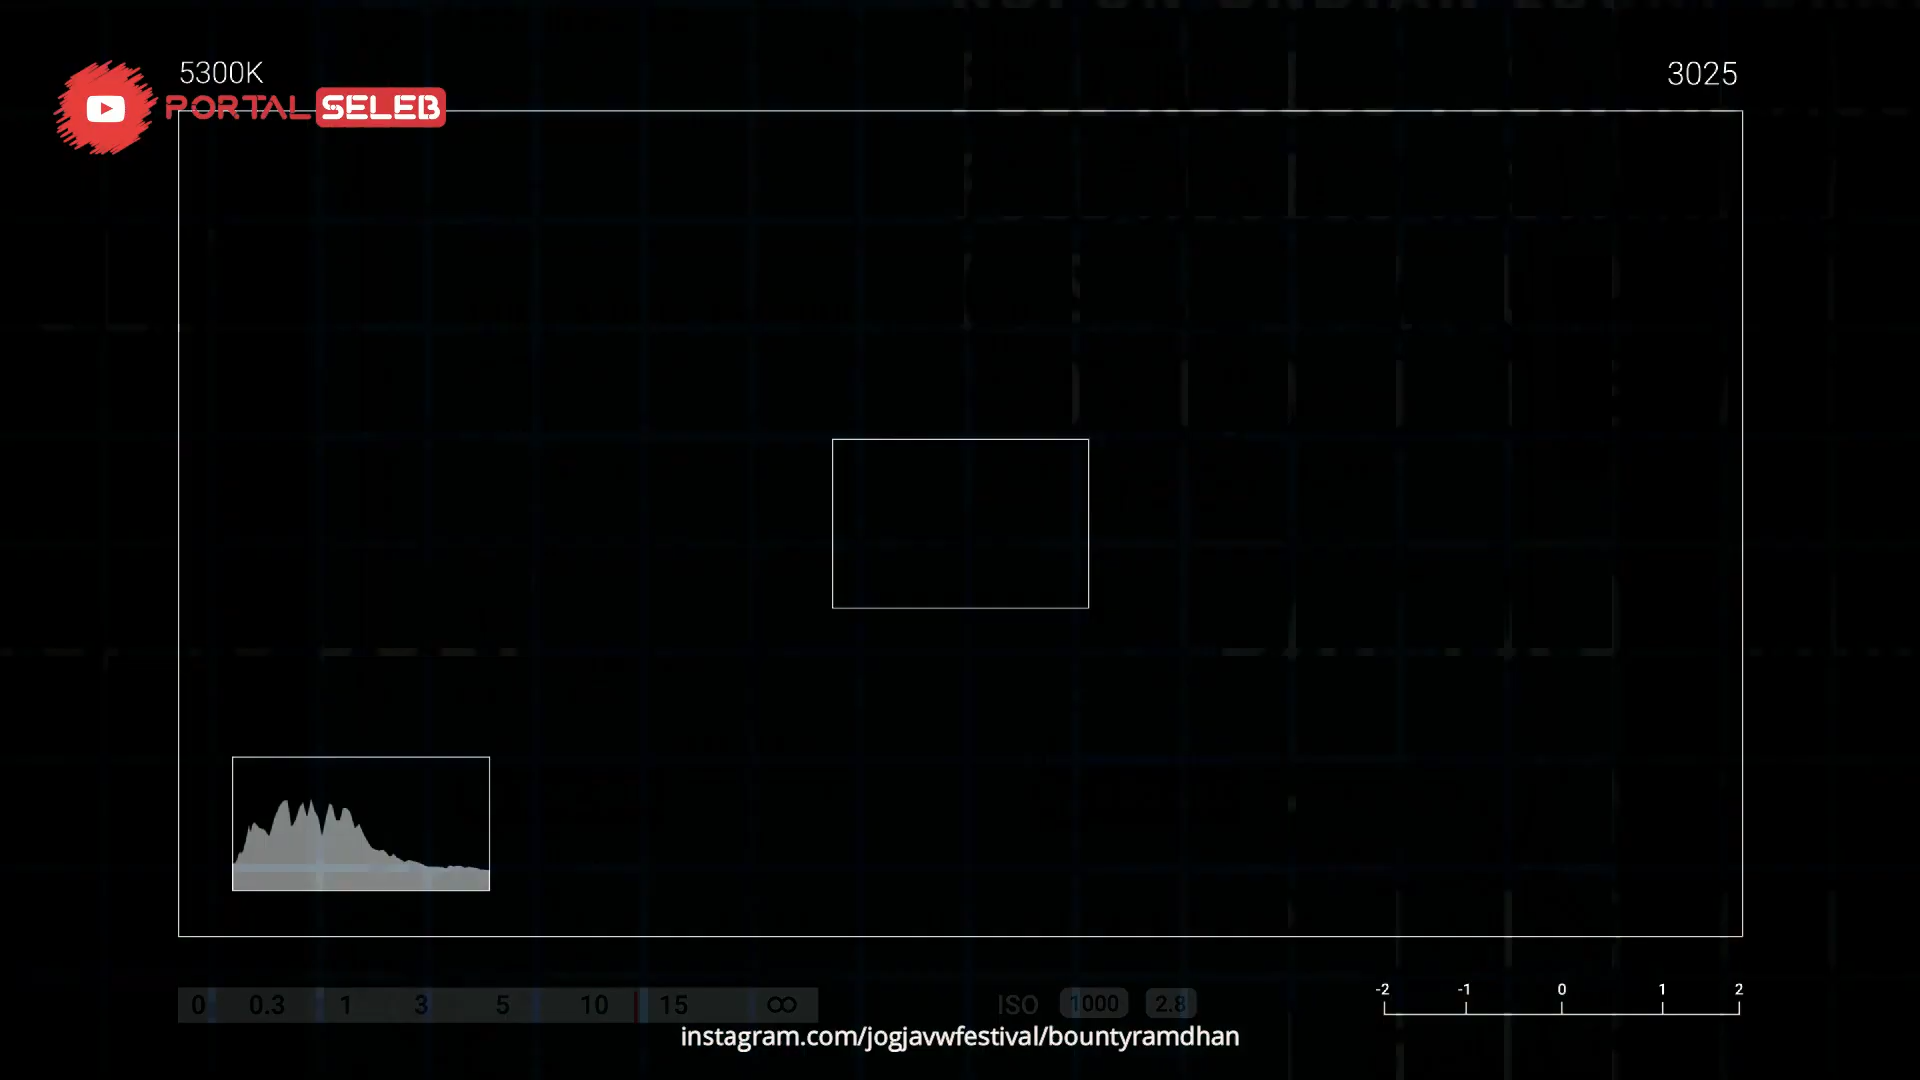 5300K
3025
PORTAL SELEB
0 0.3 1 3 5 10 15 ∞
ISO 1000 2.8
-2 -1 0 1 2
instagram.com/jogjavwfestival/bountyramdhan